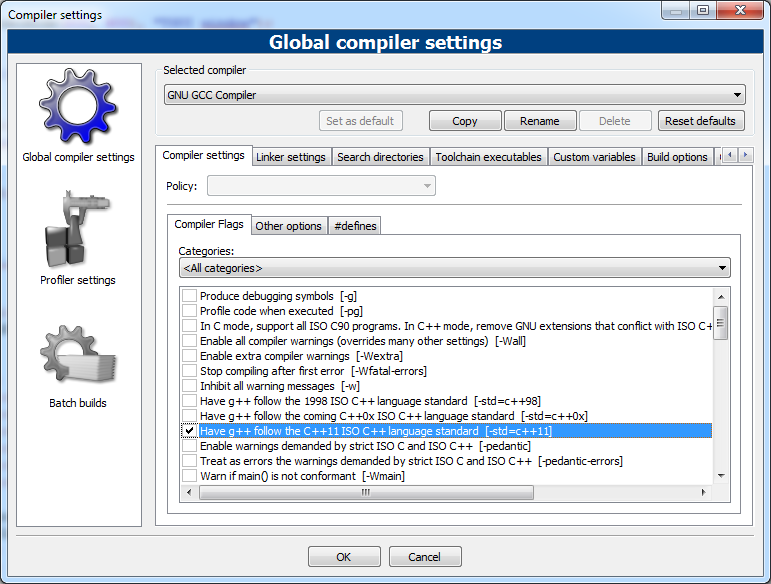 Compiler settings
Global compiler settings
Global compiler settings
Profiler settings
Batch builds
Selected compiler
GNU GCC Compiler
Set as default Copy Rename Delete Reset defaults
Compiler settings Linker settings Search directories Toolchain executables Custom variables Build options
Policy:
Compiler Flags Other options #defines
Categories:
<All categories>
Produce debugging symbols [-g]
Profile code when executed [-pg]
In C mode, support all ISO C90 programs. In C++ mode, remove GNU extensions that conflict with ISO C+
Enable all compiler warnings (overrides many other settings) [-Wall]
Enable extra compiler warnings [-Wextra]
Stop compiling after first error [-Wfatal-errors]
Inhibit all warning messages [-w]
Have g++ follow the 1998 ISO C++ language standard [-std=c++98]
Have g++ follow the coming C++0x ISO C++ language standard [-std=c++0x]
Have g++ follow the C++11 ISO C++ language standard [-std=c++11]
Enable warnings demanded by strict ISO C and ISO C++ [-pedantic]
Treat as errors the warnings demanded by strict ISO C and ISO C++ [-pedantic-errors]
Warn if main() is not conformant [-Wmain]
OK Cancel